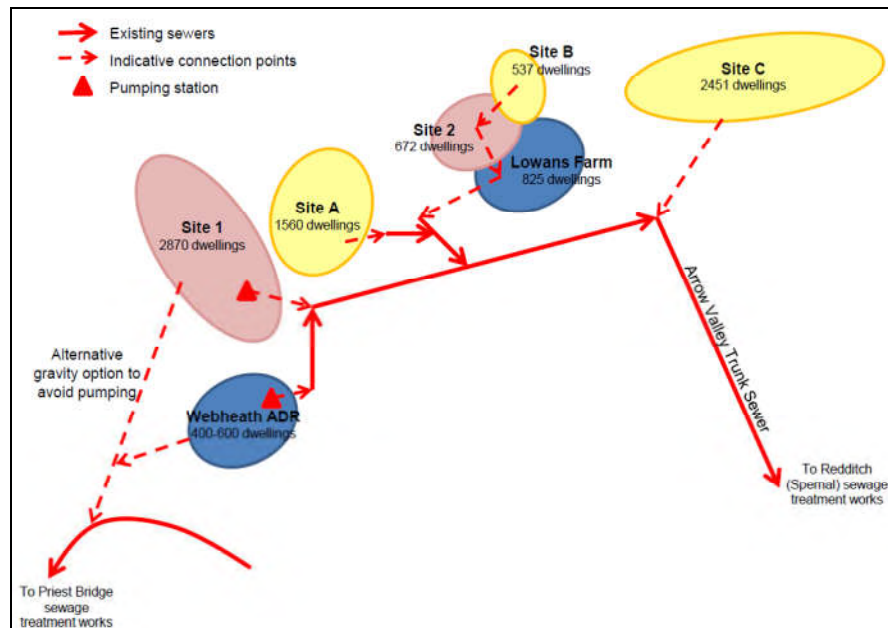 Existing sewers
Indicative connection points
Pumping station
Site B
537 dwellings
Site C
2451 dwellings
Site 2
672 dwellings
Lowans Farm
825 dwellings
Site A
1560 dwellings
Site 1
2870 dwellings
Alternative
gravity option to
avoid pumping
Webheath ADR
400-600 dwellings
Arrow Valley Trunk Sewer
To Redditch
(Spernal) sewage
treatment works
To Priest Bridge
sewage
treatment works